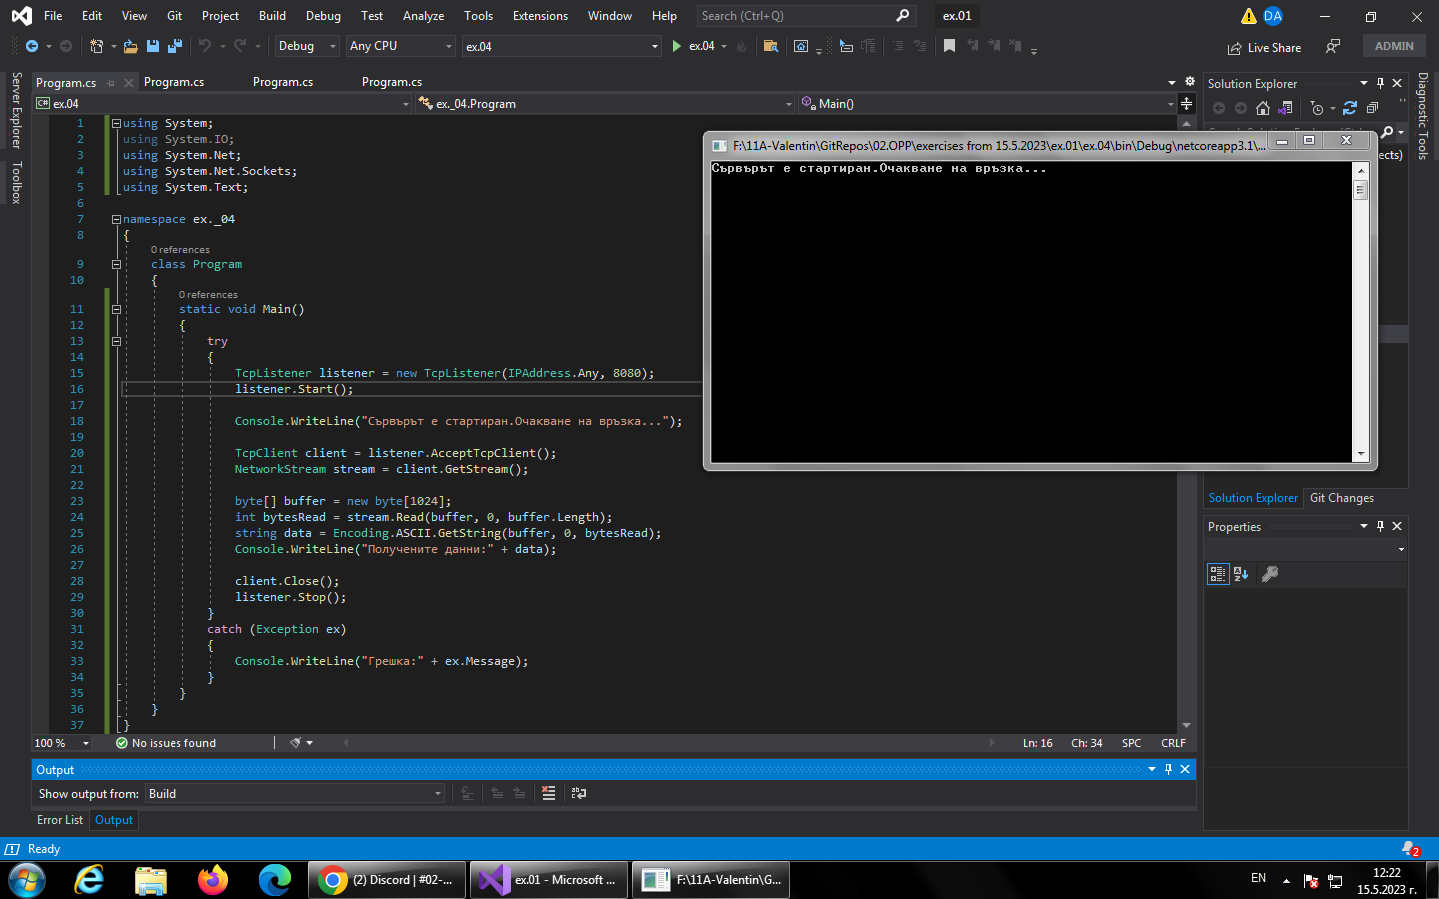 File Edit View Git Project Build Debug Test Analyze Tools Extensions Window Help Search (Ctrl+Q) ex.01 DA
Debug Any CPU ex.04 ex.04 Live Share ADMIN
Server Explorer
Toolbox
Program.cs Program.cs Program.cs Program.cs
ex.04 ex._04.Program Main()
1 using System;
2 using System.IO;
3 using System.Net;
4 using System.Net.Sockets;
5 using System.Text;
6
7 namespace ex._04
8 {
0 references
9 class Program
10 {
0 references
11 static void Main()
12 {
13 try
14 {
15 TcpListener listener = new TcpListener(IPAddress.Any, 8080);
16 listener.Start();
17
18 Console.WriteLine("Сървърът е стартиран.Очакване на връзка...");
19
20 TcpClient client = listener.AcceptTcpClient();
21 NetworkStream stream = client.GetStream();
22
23 byte[] buffer = new byte[1024];
24 int bytesRead = stream.Read(buffer, 0, buffer.Length);
25 string data = Encoding.ASCII.GetString(buffer, 0, bytesRead);
26 Console.WriteLine("Получените данни:" + data);
27
28 client.Close();
29 listener.Stop();
30 }
31 catch (Exception ex)
32 {
33 Console.WriteLine("Грешка:" + ex.Message);
34 }
35 }
36 }
37 }
F:\11A-Valentin\GitRepos\02.OPP\exercises from 15.5.2023\ex.01\ex.04\bin\Debug\netcoreapp3.1\...
Сървърът е стартиран.Очакване на връзка...
Solution Explorer
ects)
Diagnostic Tools
Solution Explorer Git Changes
Properties
100 % No issues found Ln: 16 Ch: 34 SPC CRLF
Output
Show output from: Build
Error List Output
Ready 2
(2) Discord | #02-... ex.01 - Microsoft ... F:\11A-Valentin\G... EN 12:22
15.5.2023 г.